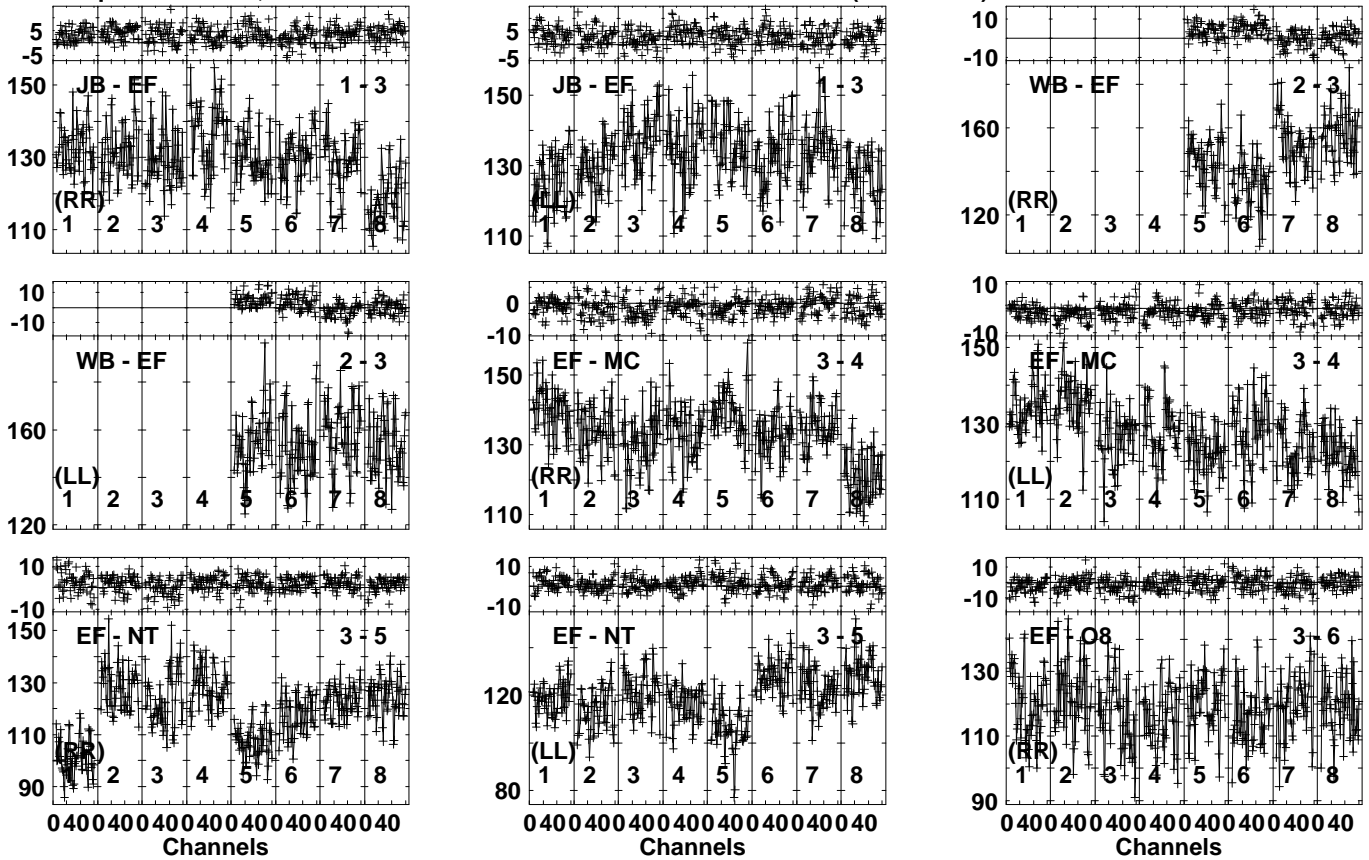 5 5 10
-5 -5 -10
JB - EF 1 - 3 JB - EF 1 - 3 WB - EF 2 - 3
150 150 160
130 130 120
110 110
(RR) (LL) (RR)
1 2 3 4 5 6 7 8 1 2 3 4 5 6 7 8 1 2 3 4 5 6 7 8
10 0 10
-10 -10 -10
WB - EF 2 - 3 EF - MC 3 - 4 EF - MC 3 - 4
160 150 150
120 130 130
110 110
(LL) (RR) (LL)
1 2 3 4 5 6 7 8 1 2 3 4 5 6 7 8 1 2 3 4 5 6 7 8
10 10 10
-10 -10 -10
EF - NT 3 - 5 EF - NT 3 - 5 EF - O8 3 - 6
150 120 130
130 80 110
110 90
90
(RR) (LL) (RR)
1 2 3 4 5 6 7 8 1 2 3 4 5 6 7 8 1 2 3 4 5 6 7 8
0 40 0 40 0 40 0 40 0 40 0 40 0 40 0 40 0 40 0 40 0 40 0 40 0 40 0 40 0 40 0 40 0 40 0 40 0 40 0 40 0 40 0 40 0 40 0 40
Channels Channels Channels